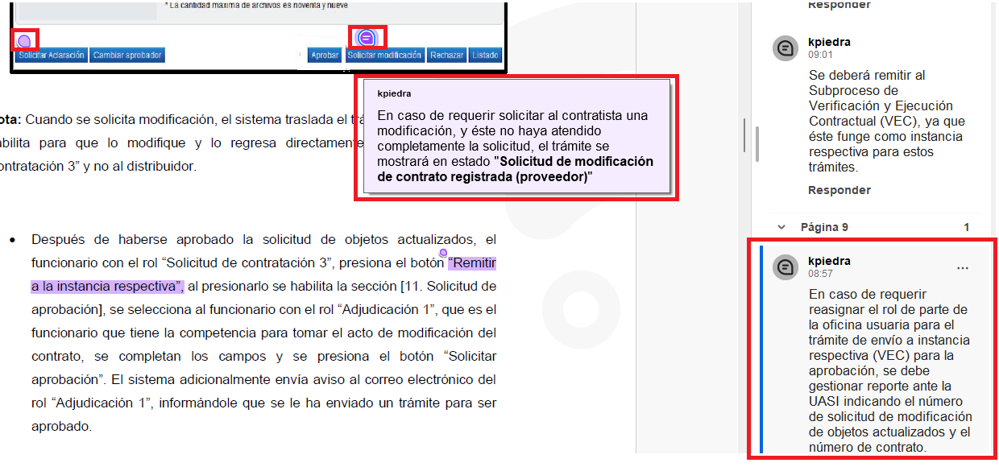 * La cantidad máxima de archivos es noventa y nueve
Solicitar Aclaración
Cambiar aprobador
Aprobar
Solicitar modificación
Rechazar
Listado
kpiedra
En caso de requerir solicitar al contratista una
modificación, y éste no haya atendido
completamente la solicitud, el trámite se
mostrará en estado "Solicitud de modificación
de contrato registrada (proveedor)"
ota: Cuando se solicita modificación, el sistema traslada el trá
abilita para que lo modifique y lo regresa directamente
ontratación 3” y no al distribuidor.
• Después de haberse aprobado la solicitud de objetos actualizados, el
funcionario con el rol “Solicitud de contratación 3”, presiona el botón “Remitir
a la instancia respectiva”, al presionarlo se habilita la sección [11. Solicitud de
aprobación], se selecciona al funcionario con el rol “Adjudicación 1”, que es el
funcionario que tiene la competencia para tomar el acto de modificación del
contrato, se completan los campos y se presiona el botón “Solicitar
aprobación”. El sistema adicionalmente envía aviso al correo electrónico del
rol “Adjudicación 1”, informándole que se le ha enviado un trámite para ser
aprobado.
Responder
kpiedra
09:01
Se deberá remitir al
Subproceso de
Verificación y Ejecución
Contractual (VEC), ya que
éste funge como instancia
respectiva para estos
trámites.
Responder
Página 9
1
kpiedra
08:57
En caso de requerir
reasignar el rol de parte de
la oficina usuaria para el
trámite de envío a instancia
respectiva (VEC) para la
aprobación, se debe
gestionar reporte ante la
UASI indicando el número
de solicitud de modificación
de objetos actualizados y el
número de contrato.